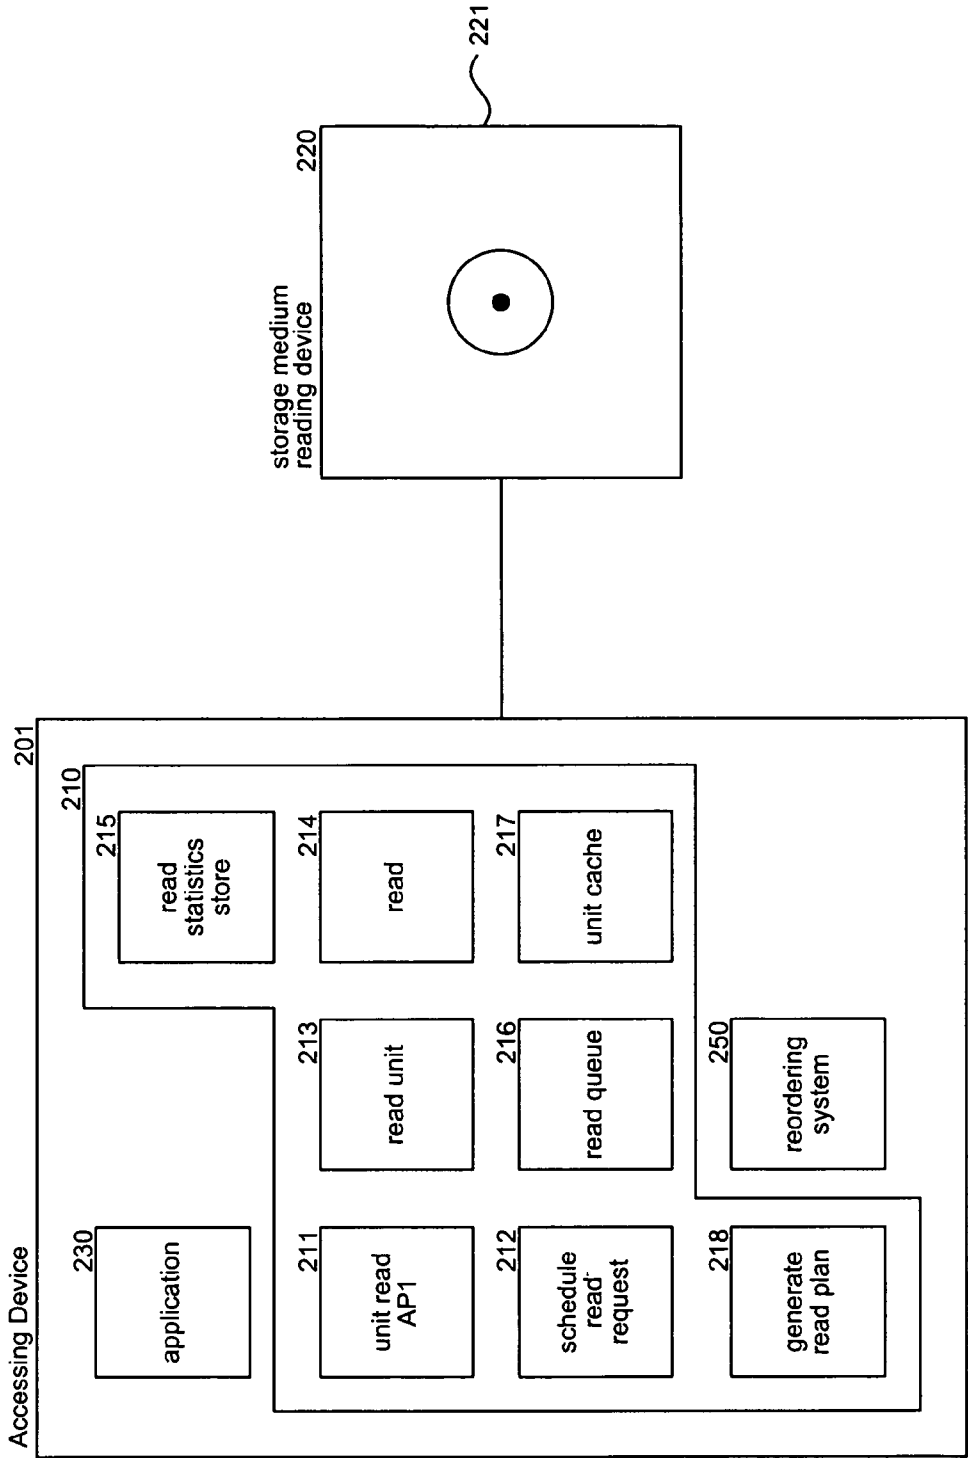 Accessing Device
201
210
230
application
215
read
statistics
store
211
unit read
AP1
213
read unit
214
read
212
schedule
read
request
216
read queue
217
unit cache
218
generate
read plan
250
reordering
system
storage medium
reading device
220
221